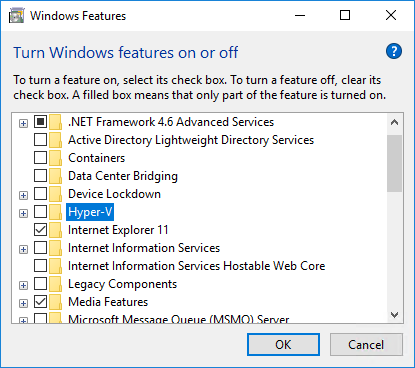 Windows Features
Turn Windows features on or off
?
To turn a feature on, select its check box. To turn a feature off, clear its
check box. A filled box means that only part of the feature is turned on.
.NET Framework 4.6 Advanced Services
Active Directory Lightweight Directory Services
Containers
Data Center Bridging
Device Lockdown
Hyper-V
Internet Explorer 11
Internet Information Services
Internet Information Services Hostable Web Core
Legacy Components
Media Features
Microsoft Message Queue (MSMQ) Server
OK
Cancel